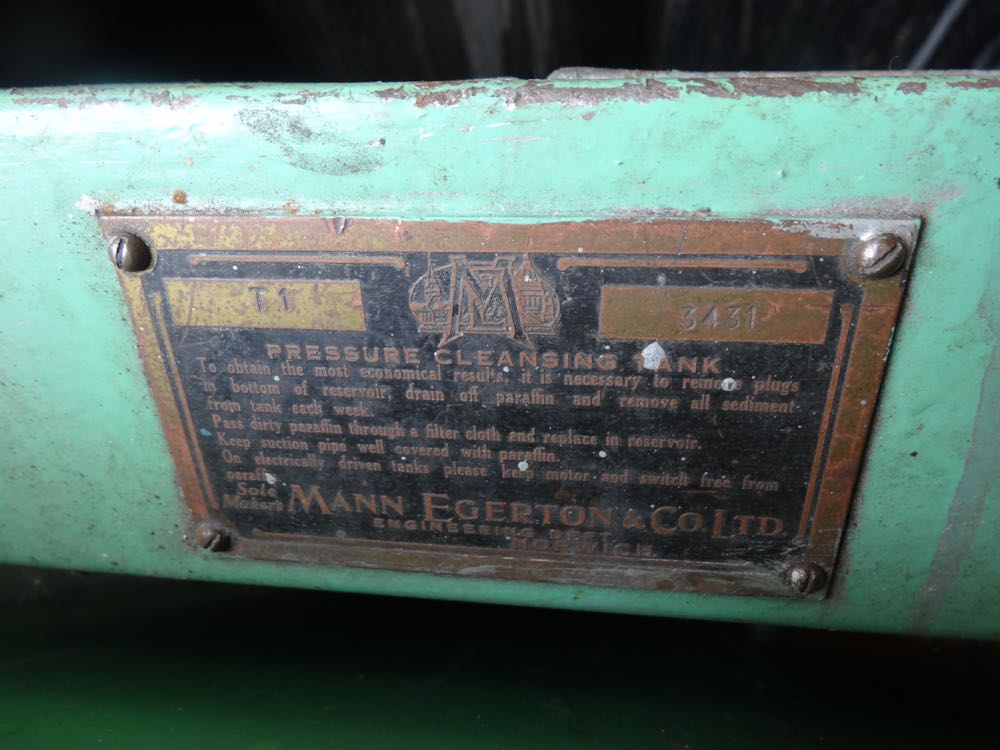 T1
M
3431
PRESSURE CLEANSING TANK
To obtain the most economical results, it is necessary to remove plugs
in bottom of reservoir, drain off paraffin and remove all sediment
from tank each week.
Pass dirty paraffin through a filter cloth and replace in reservoir.
Keep suction pipe well covered with paraffin.
On electrically driven tanks please keep motor and switch free from
paraffin.
Sole
Makers MANN EGERTON & CO. LTD.
ENGINEERING DEPT
NORWICH